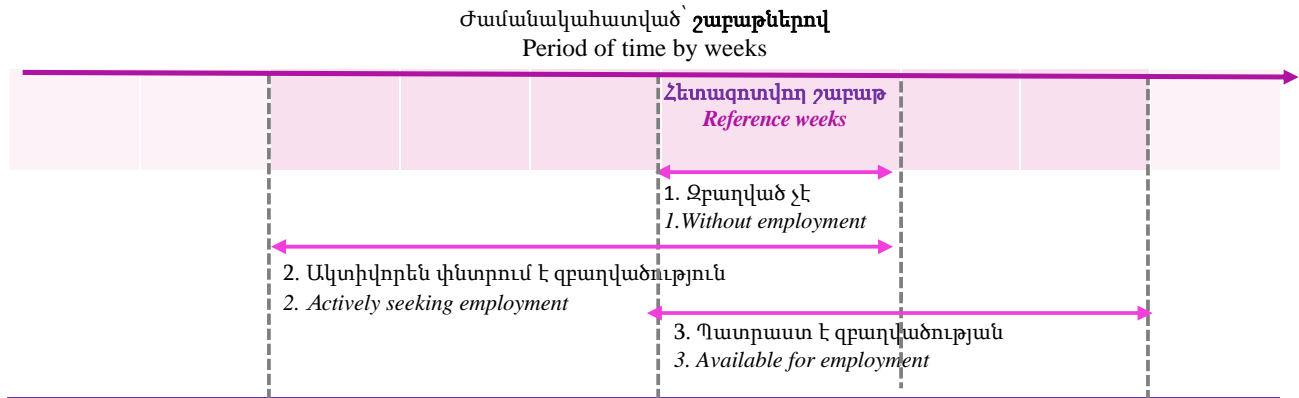 Ժամանակահատված՝ շաբաթներով
Period of time by weeks
Հետազոտվող շաբաթ
Reference weeks
1. Զբաղված չէ
1.Without employment
2. Ակտիվորեն փնտրում է զբաղվածություն
2. Actively seeking employment
3. Պատրաստ է զբաղվածության
3. Available for employment